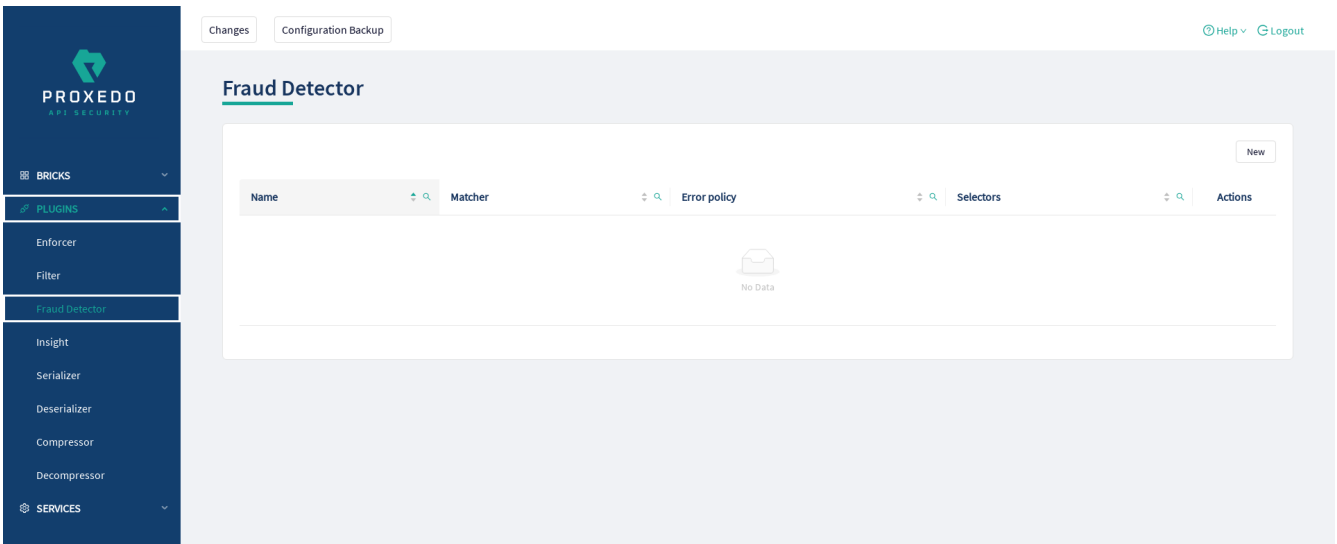 Changes
Configuration Backup
Help
Logout
PROXEDO
API SECURITY
Fraud Detector
New
BRICKS
PLUGINS
Enforcer
Filter
Fraud Detector
Insight
Serializer
Deserializer
Compressor
Decompressor
SERVICES
Name
Matcher
Error policy
Selectors
Actions
No Data